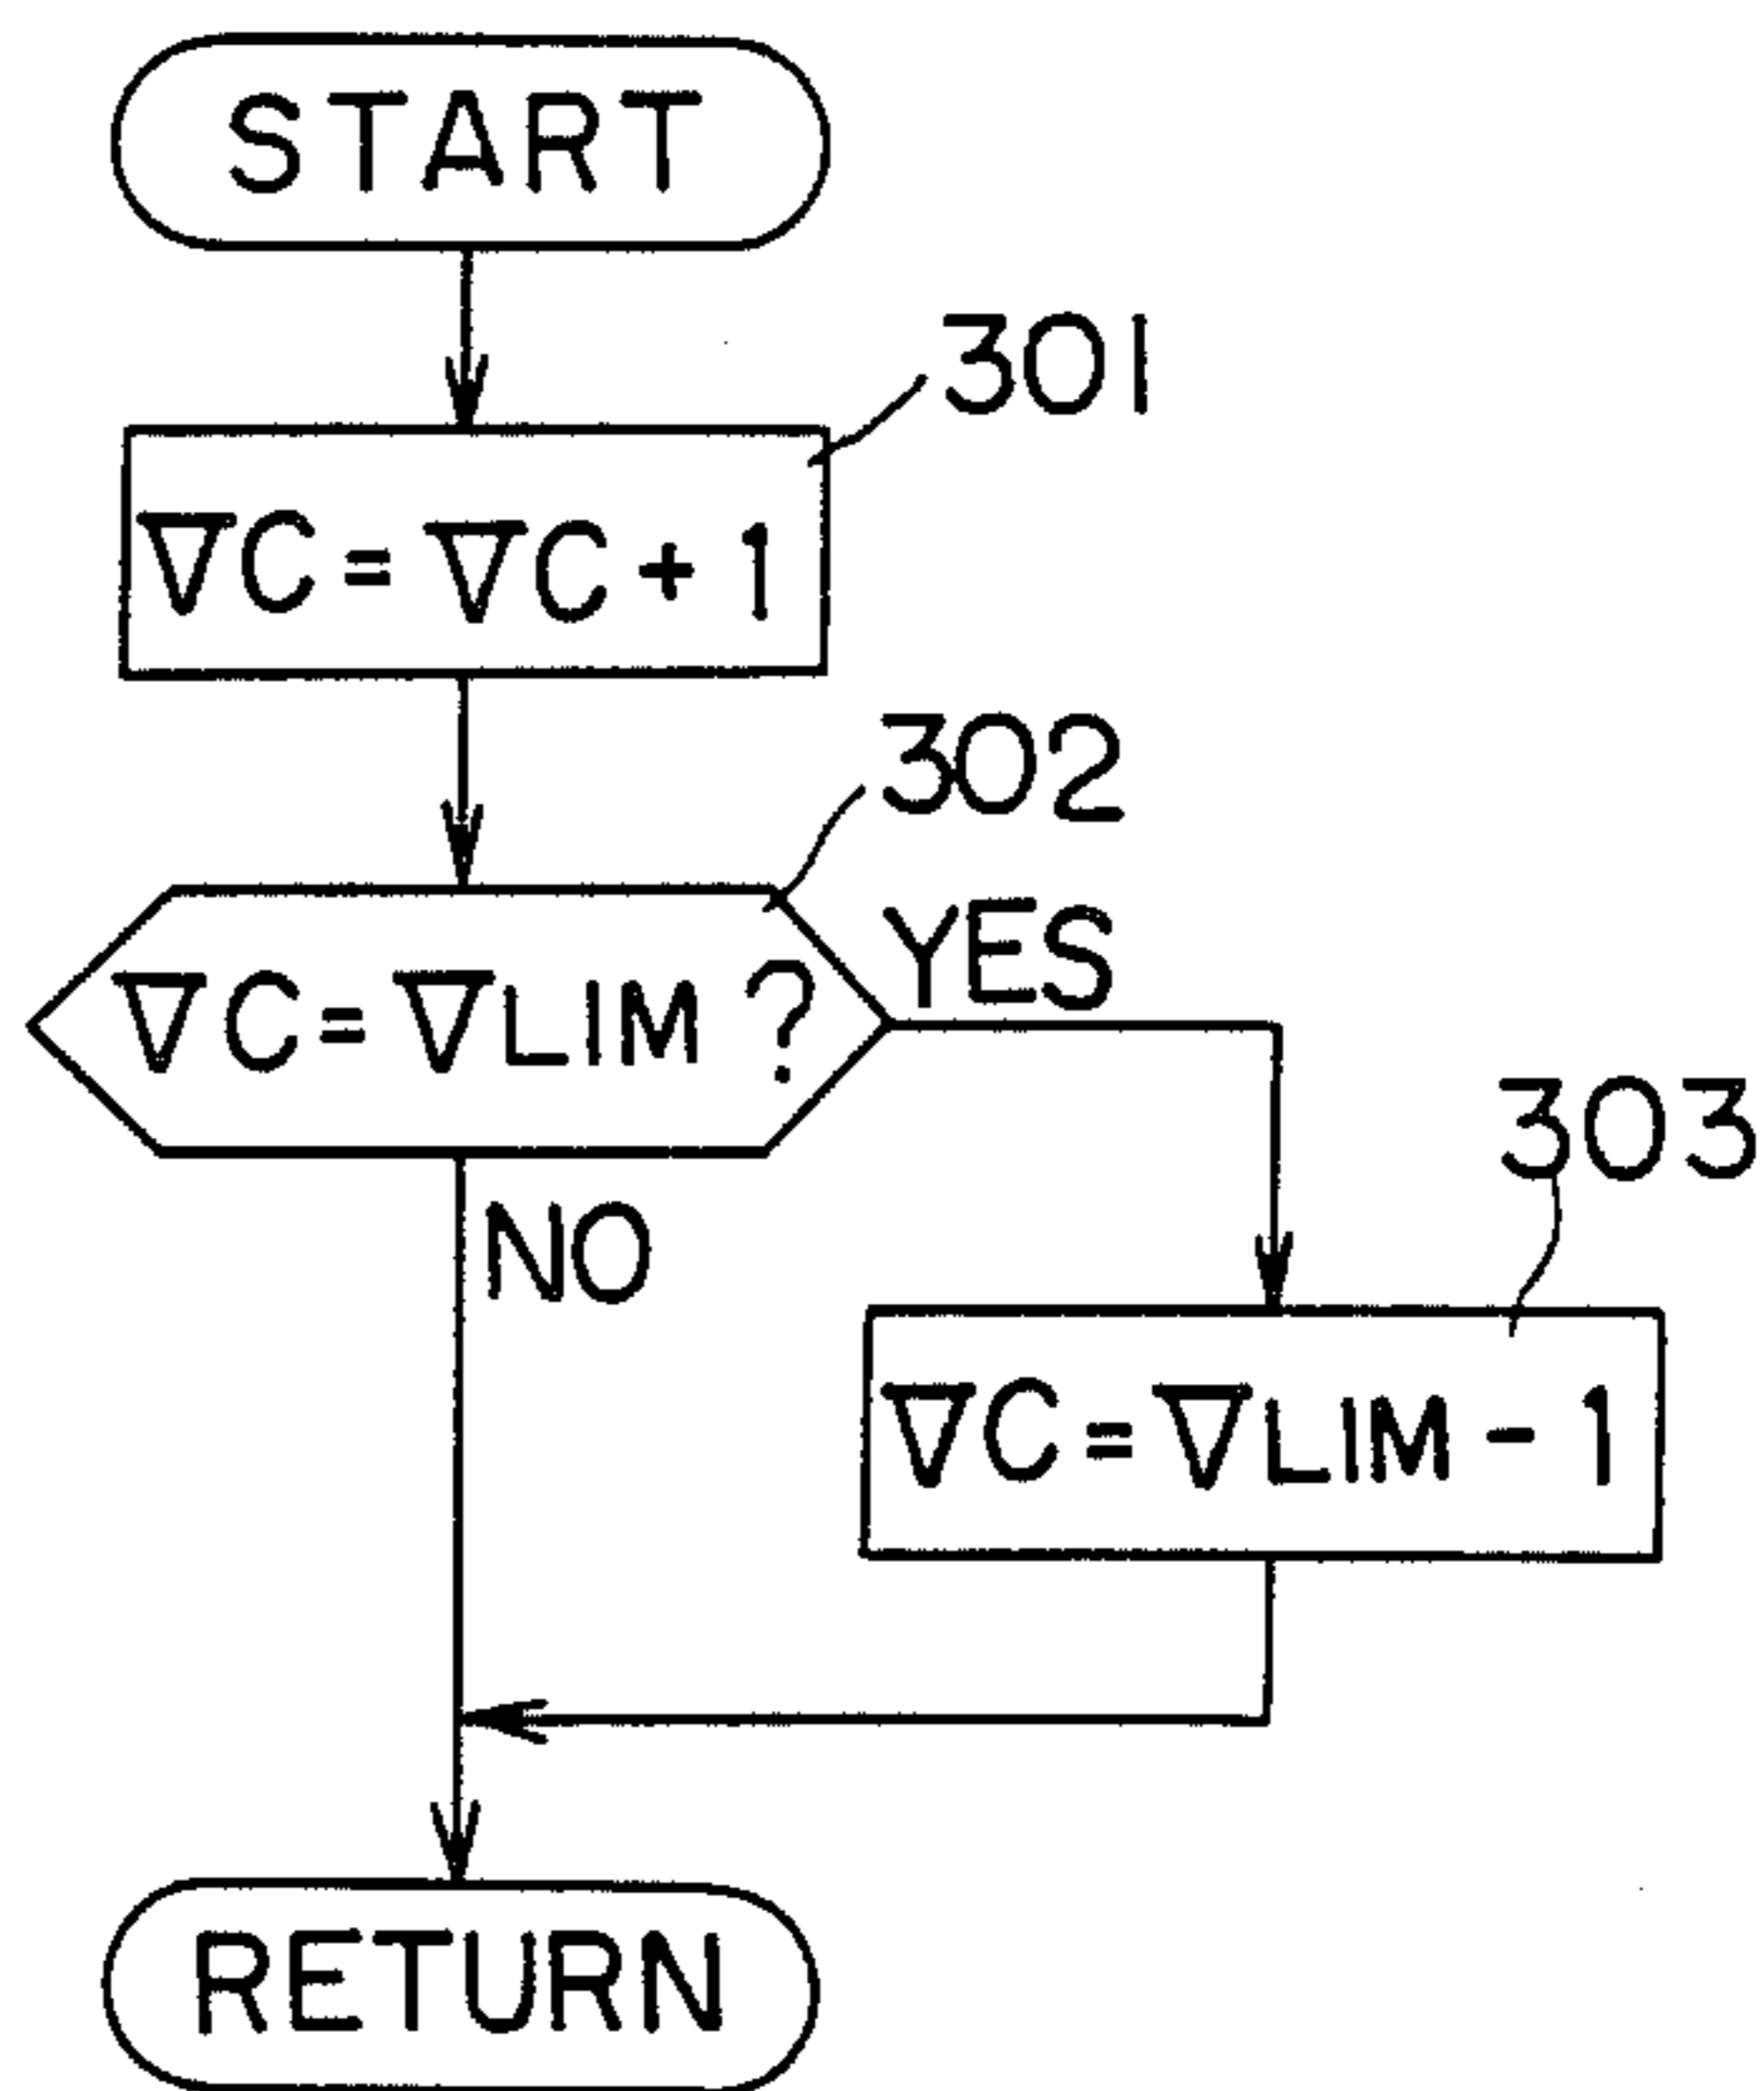 START
301
∇C = ∇C + 1
302
YES
∇C = ∇LIM ?
303
NO
∇C = ∇LIM - 1
RETURN